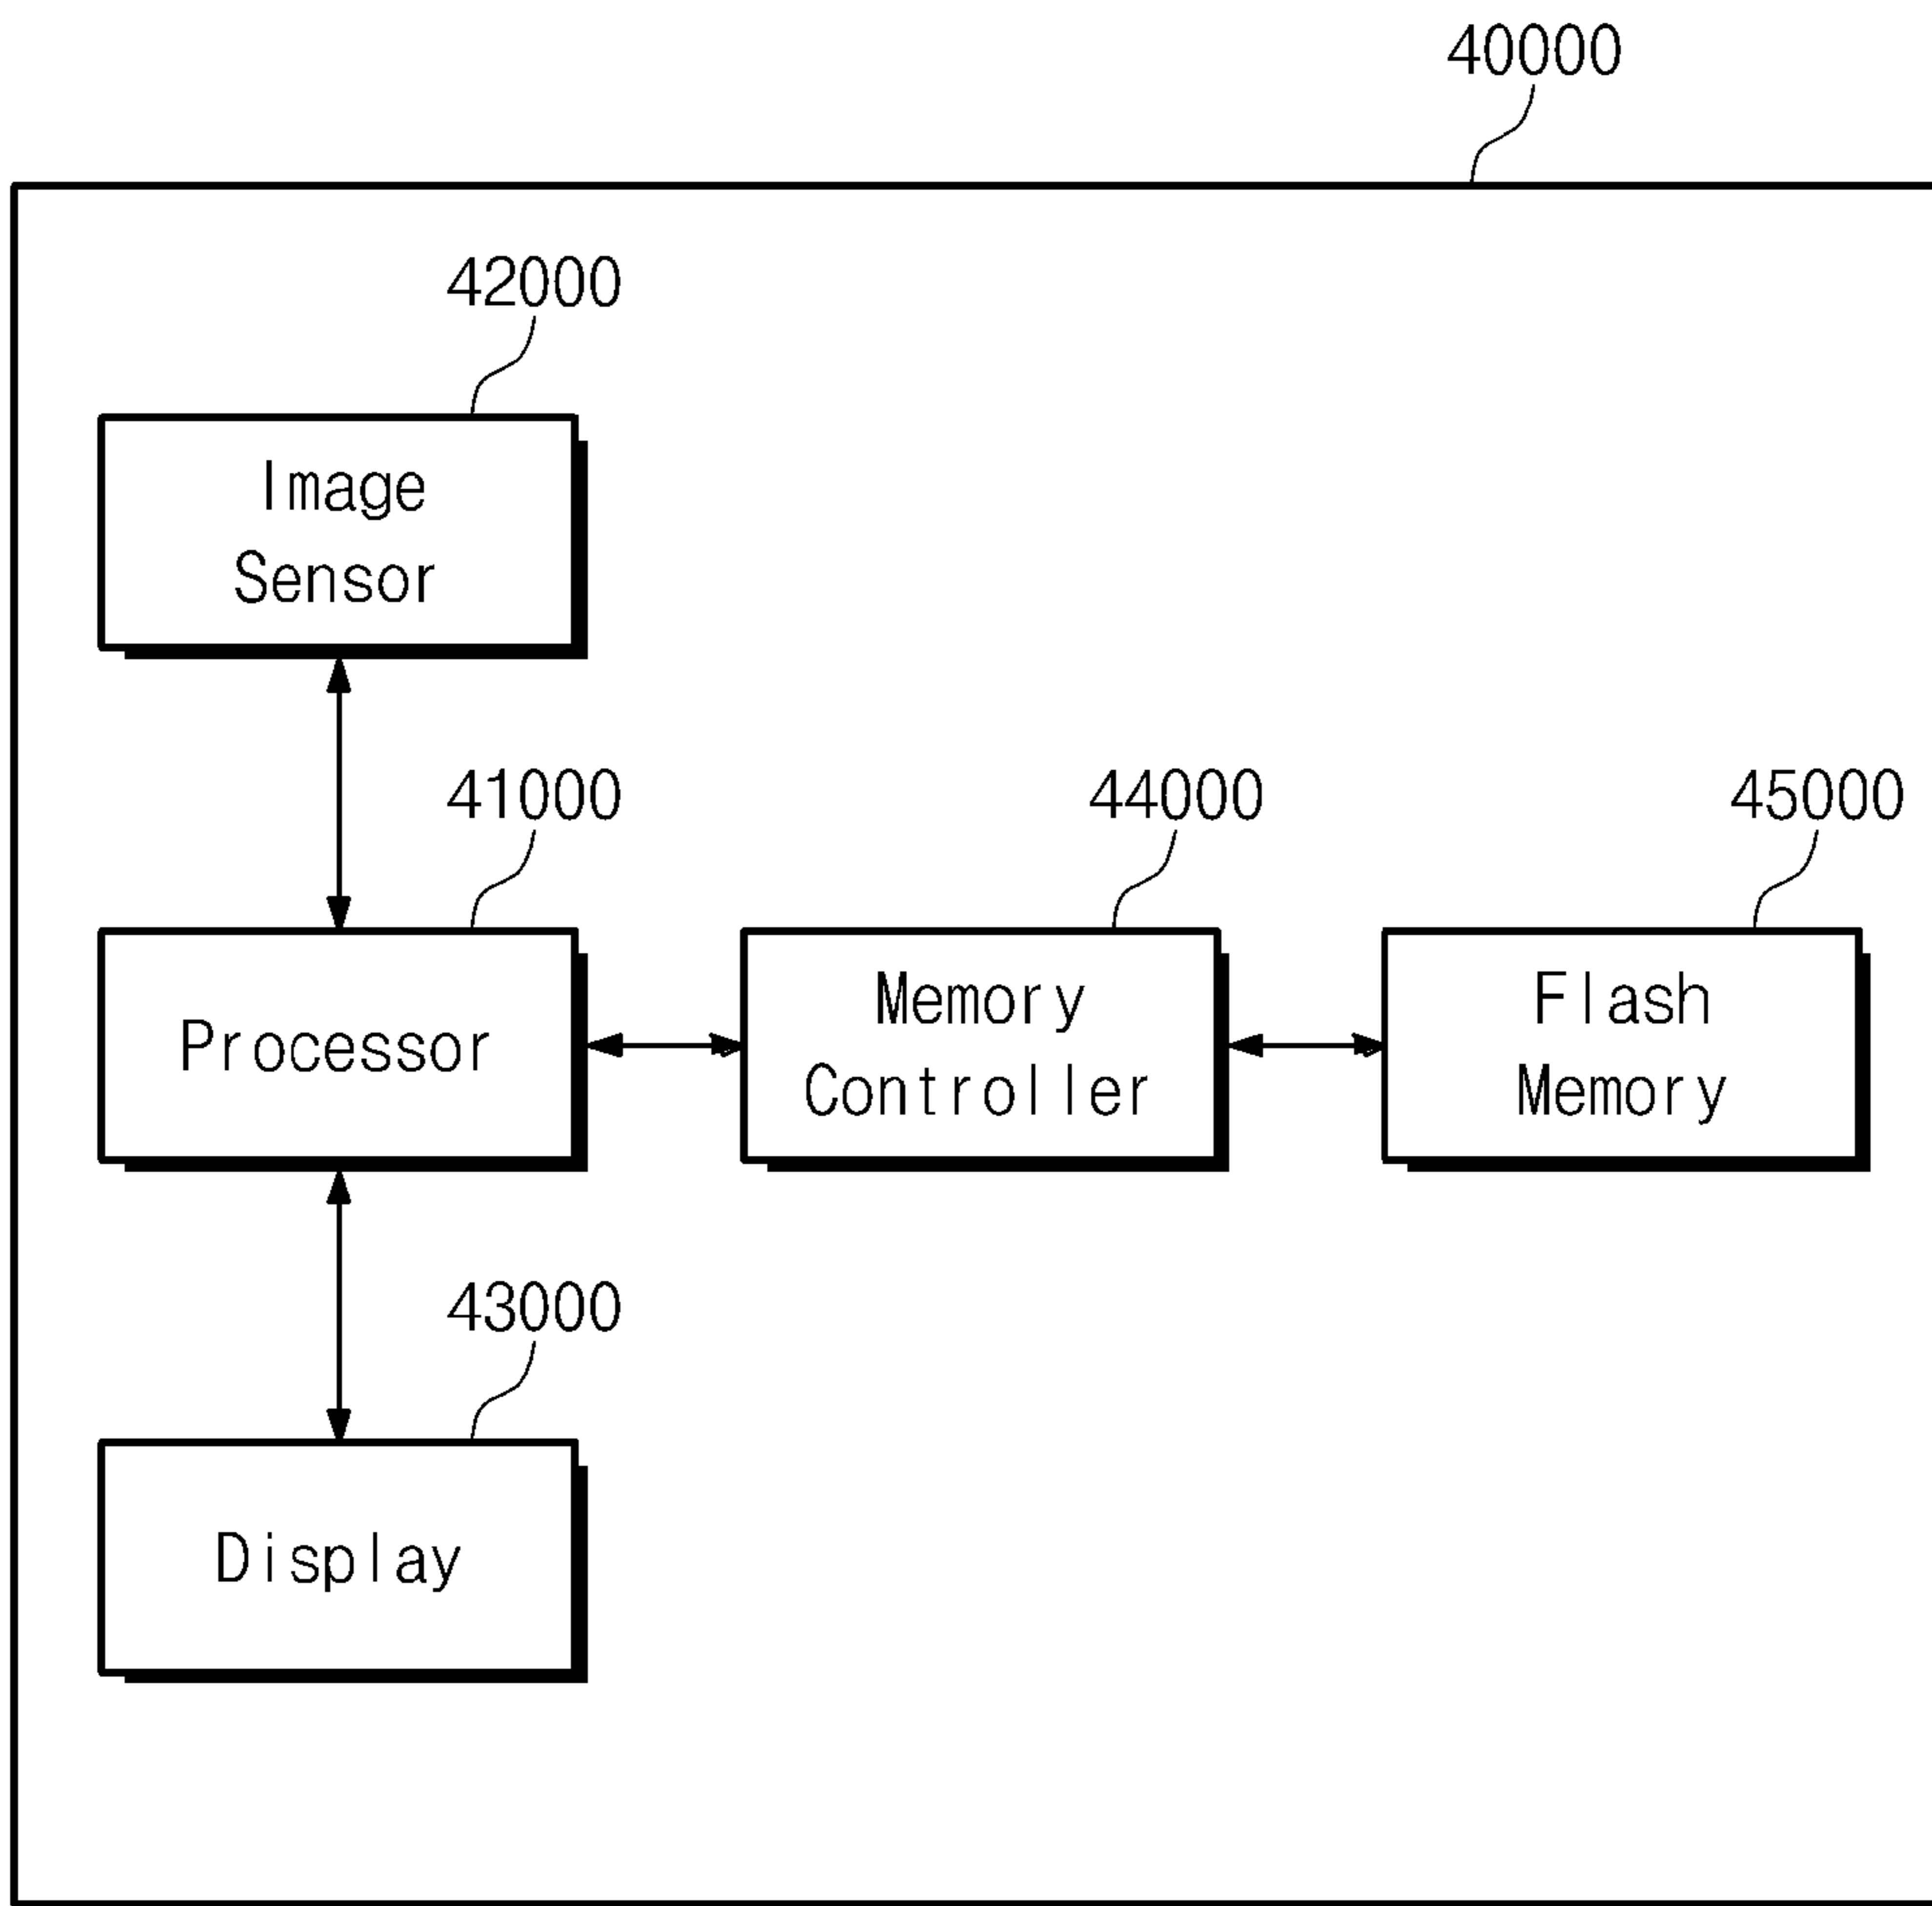 40000
42000
Image
Sensor
41000
44000
45000
Processor
Memory
Controller
Flash
Memory
43000
Display